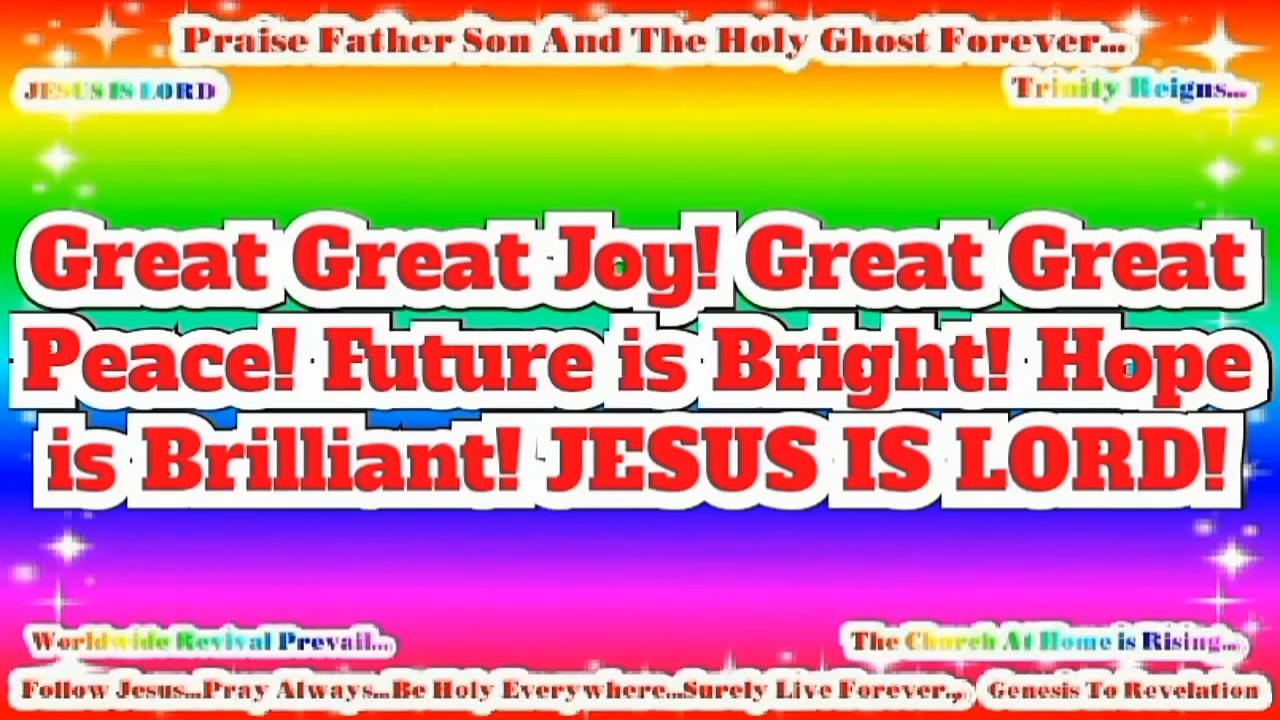 Praise Father Son And The Holy Ghost Forever...
JESUS IS LORD
Trinity Reigns...
Great Great Joy! Great Great
Peace! Future is Bright! Hope
is Brilliant! JESUS IS LORD!
Worldwide Revival Prevail...
The Church At Home is Rising...
Follow Jesus...Pray Always...Be Holy Everywhere...Surely Live Forever..,
Genesis To Revelation